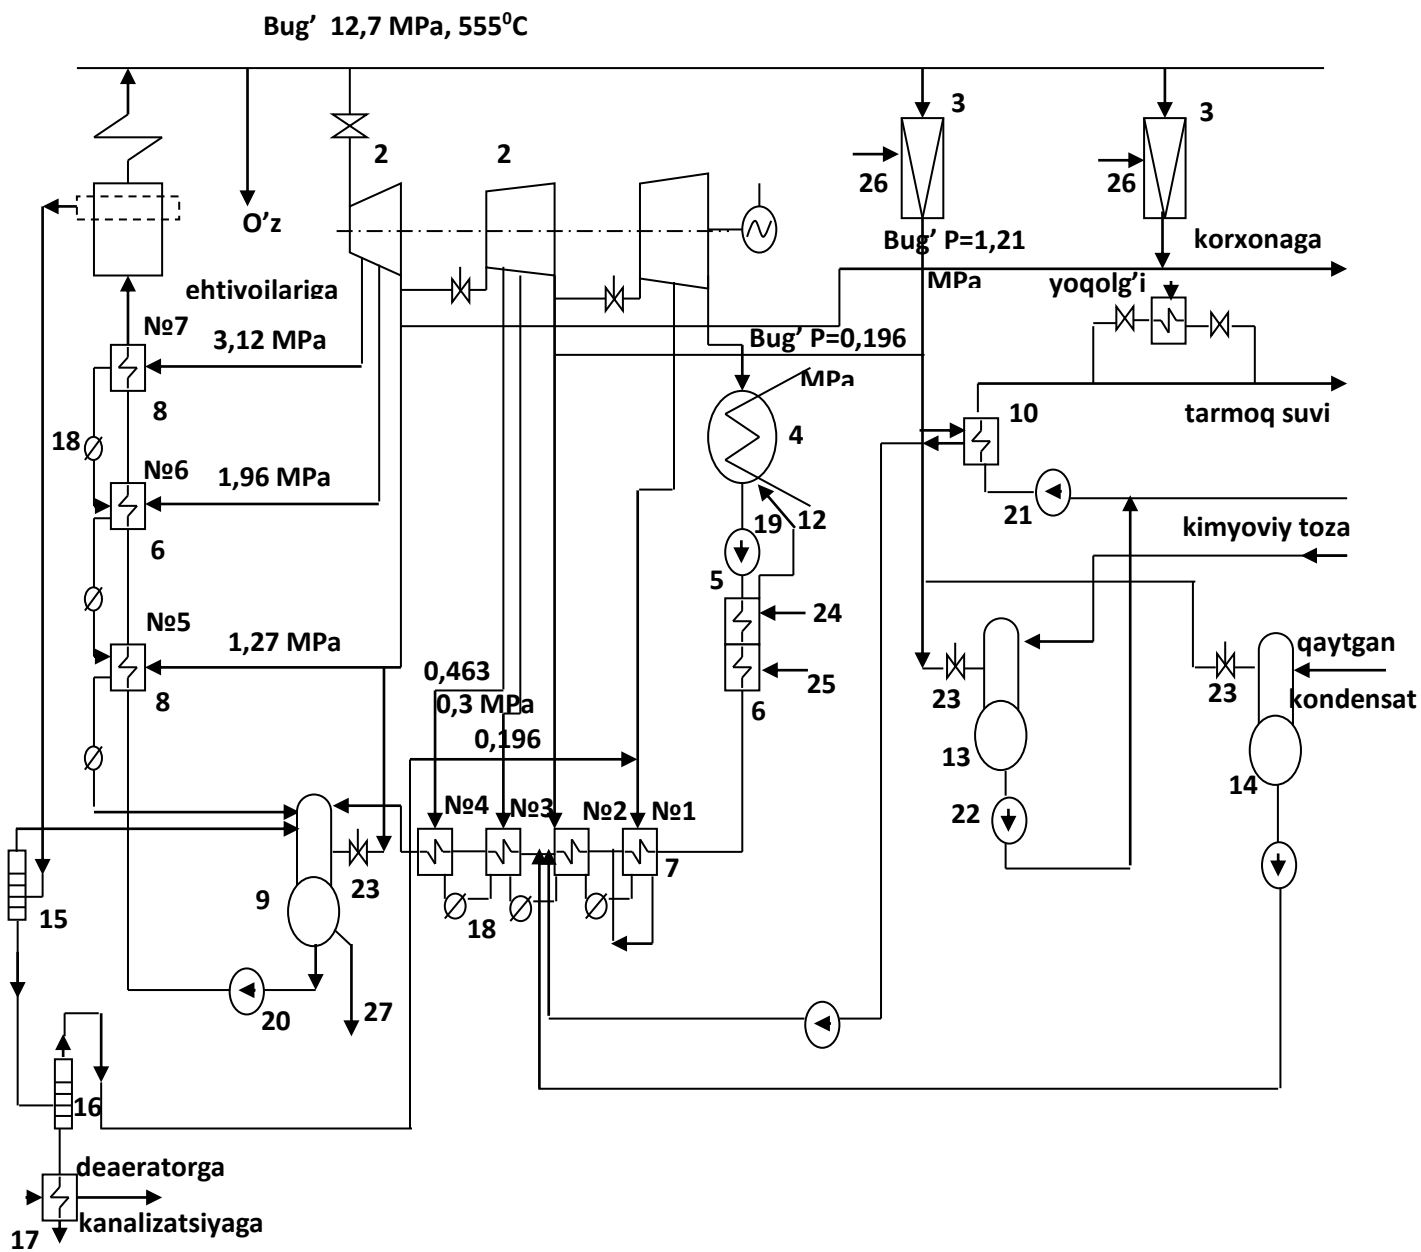 Bug’ 12,7 MPa, 555⁰C
3
3
2
2
26
26
O’z
Bug’ P=1,21
korxonaga
MPa
yoqolg’i
ehtivoilariga
№7
3,12 MPa
Bug’ P=0,196
MPa
8
10
tarmoq suvi
18
4
№6
1,96 MPa
19
12
21
kimyoviy toza
6
5
24
№5
1,27 MPa
qaytgan
0,463
25
23
23
kondensat
8
0,3 MPa
6
0,196
13
14
№4
№3
№2
№1
22
7
9
23
15
18
20
27
16
deaeratorga
kanalizatsiyaga
17